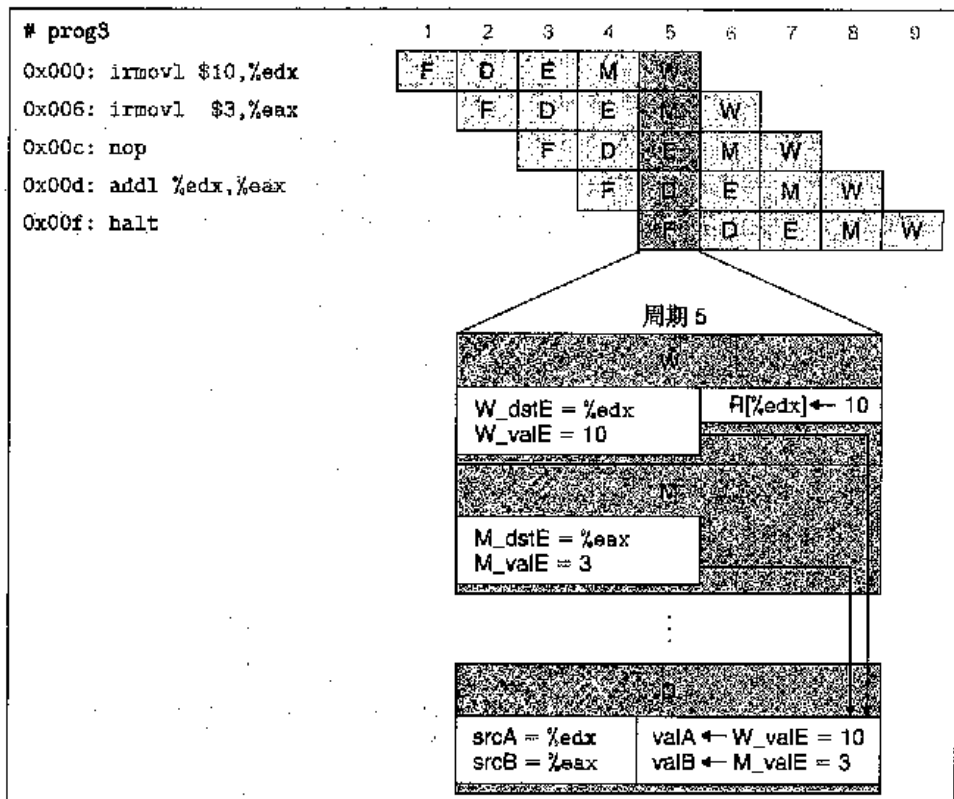 # prog3 1 2 3 4 5 6 7 8 9
0x000: irmovl $10,%edx F D E M W
0x006: irmovl $3,%eax F D E M W
0x00c: nop F D E M W
0x00d: addl %edx,%eax F D E M W
0x00f: halt F D E M W
周期 5
W
W_dstE = %edx R[%edx] ← 10
W_valE = 10
M
M_dstE = %eax
M_valE = 3
⋮
D
srcA = %edx valA ← W_valE = 10
srcB = %eax valB ← M_valE = 3